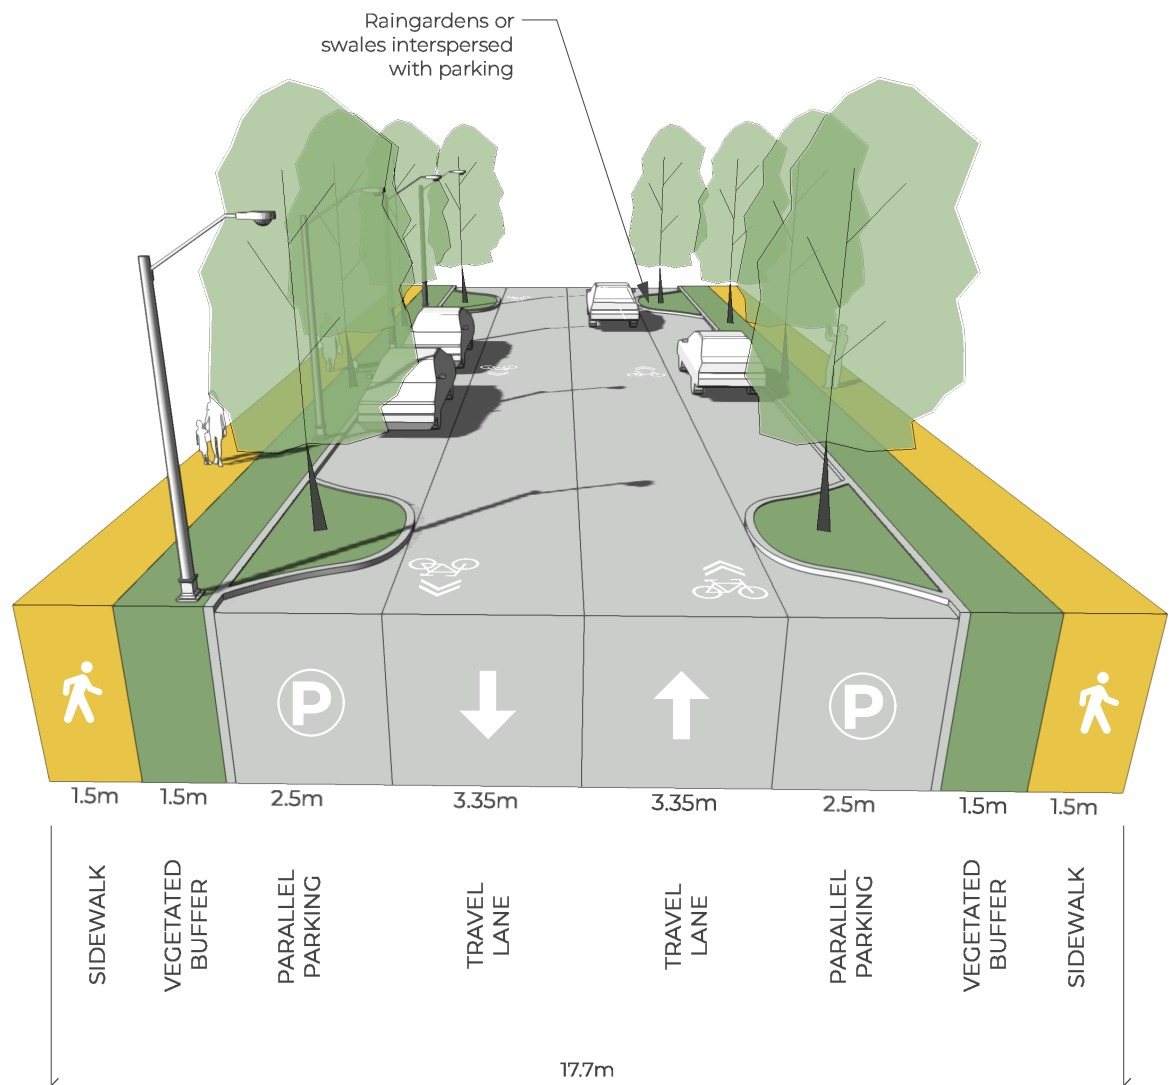 Raingardens or
swales interspersed
with parking
P
P
1.5m
1.5m
2.5m
3.35m
3.35m
2.5m
1.5m
1.5m
SIDEWALK
VEGETATED
BUFFER
PARALLEL
PARKING
TRAVEL
LANE
TRAVEL
LANE
PARALLEL
PARKING
VEGETATED
BUFFER
SIDEWALK
17.7m